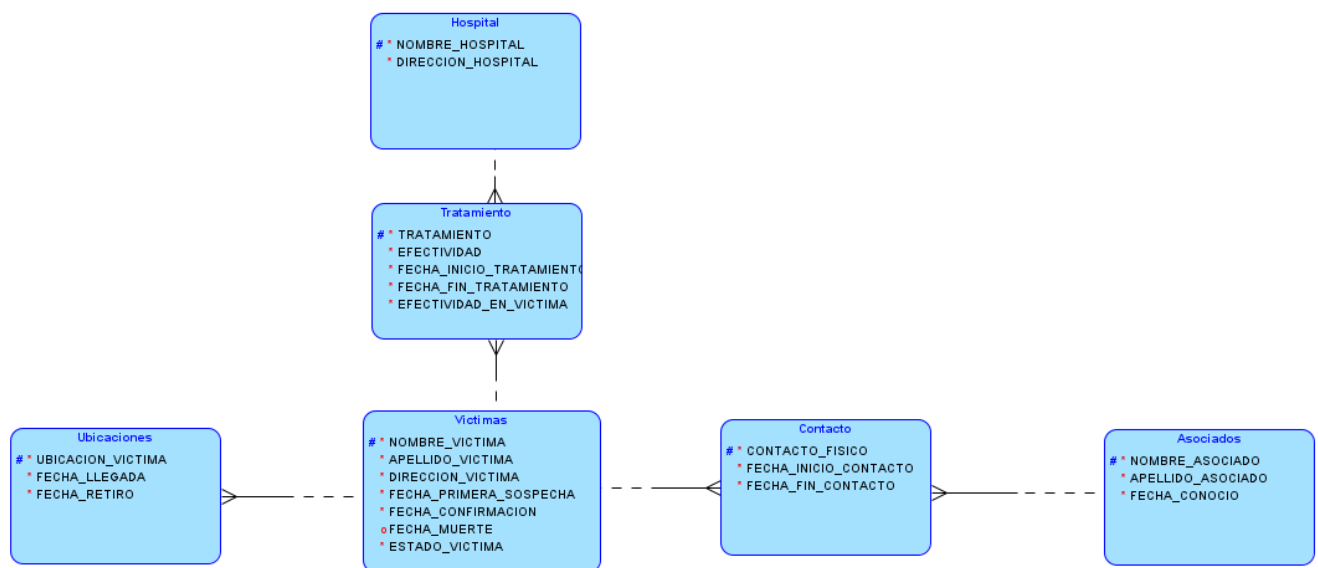 Hospital
# * NOMBRE_HOSPITAL
* DIRECCION_HOSPITAL
Tratamiento
# * TRATAMIENTO
* EFECTIVIDAD
* FECHA_INICIO_TRATAMIENTO
* FECHA_FIN_TRATAMIENTO
* EFECTIVIDAD_EN_VICTIMA
Ubicaciones
# * UBICACION_VICTIMA
* FECHA_LLEGADA
* FECHA_RETIRO
Victimas
# * NOMBRE_VICTIMA
* APELLIDO_VICTIMA
* DIRECCION_VICTIMA
* FECHA_PRIMERA_SOSPECHA
* FECHA_CONFIRMACION
o FECHA_MUERTE
* ESTADO_VICTIMA
Contacto
# * CONTACTO_FISICO
* FECHA_INICIO_CONTACTO
* FECHA_FIN_CONTACTO
Asociados
# * NOMBRE_ASOCIADO
* APELLIDO_ASOCIADO
* FECHA_CONOCIO